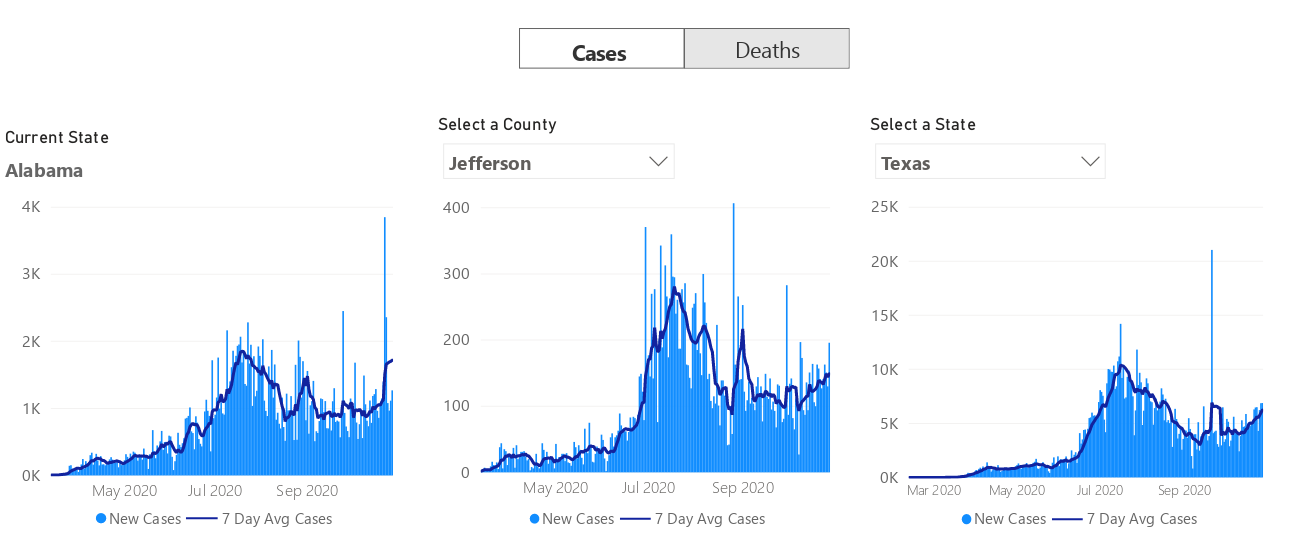 Cases Deaths
Current State
Alabama
4K
3K
2K
1K
0K
May 2020 Jul 2020 Sep 2020
New Cases 7 Day Avg Cases
Select a County
Jefferson
400
300
200
100
0
May 2020 Jul 2020 Sep 2020
New Cases 7 Day Avg Cases
Select a State
Texas
25K
20K
15K
10K
5K
0K
Mar 2020 May 2020 Jul 2020 Sep 2020
New Cases 7 Day Avg Cases